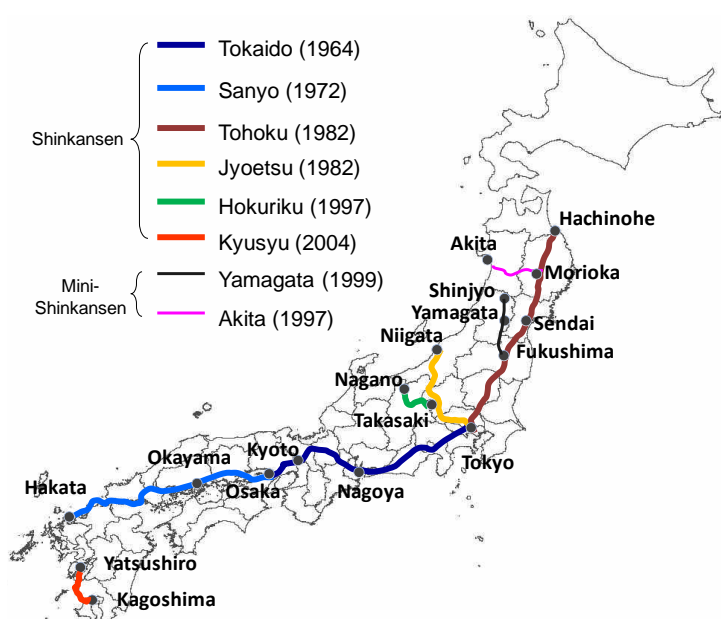 Shinkansen
Tokaido (1964)
Sanyo (1972)
Tohoku (1982)
Jyoetsu (1982)
Hokuriku (1997)
Kyusyu (2004)
Mini-
Shinkansen
Yamagata (1999)
Akita (1997)
Hachinohe
Akita
Morioka
Shinjyo
Yamagata
Sendai
Niigata
Fukushima
Nagano
Takasaki
Tokyo
Kyoto
Okayama
Osaka
Nagoya
Hakata
Yatsushiro
Kagoshima